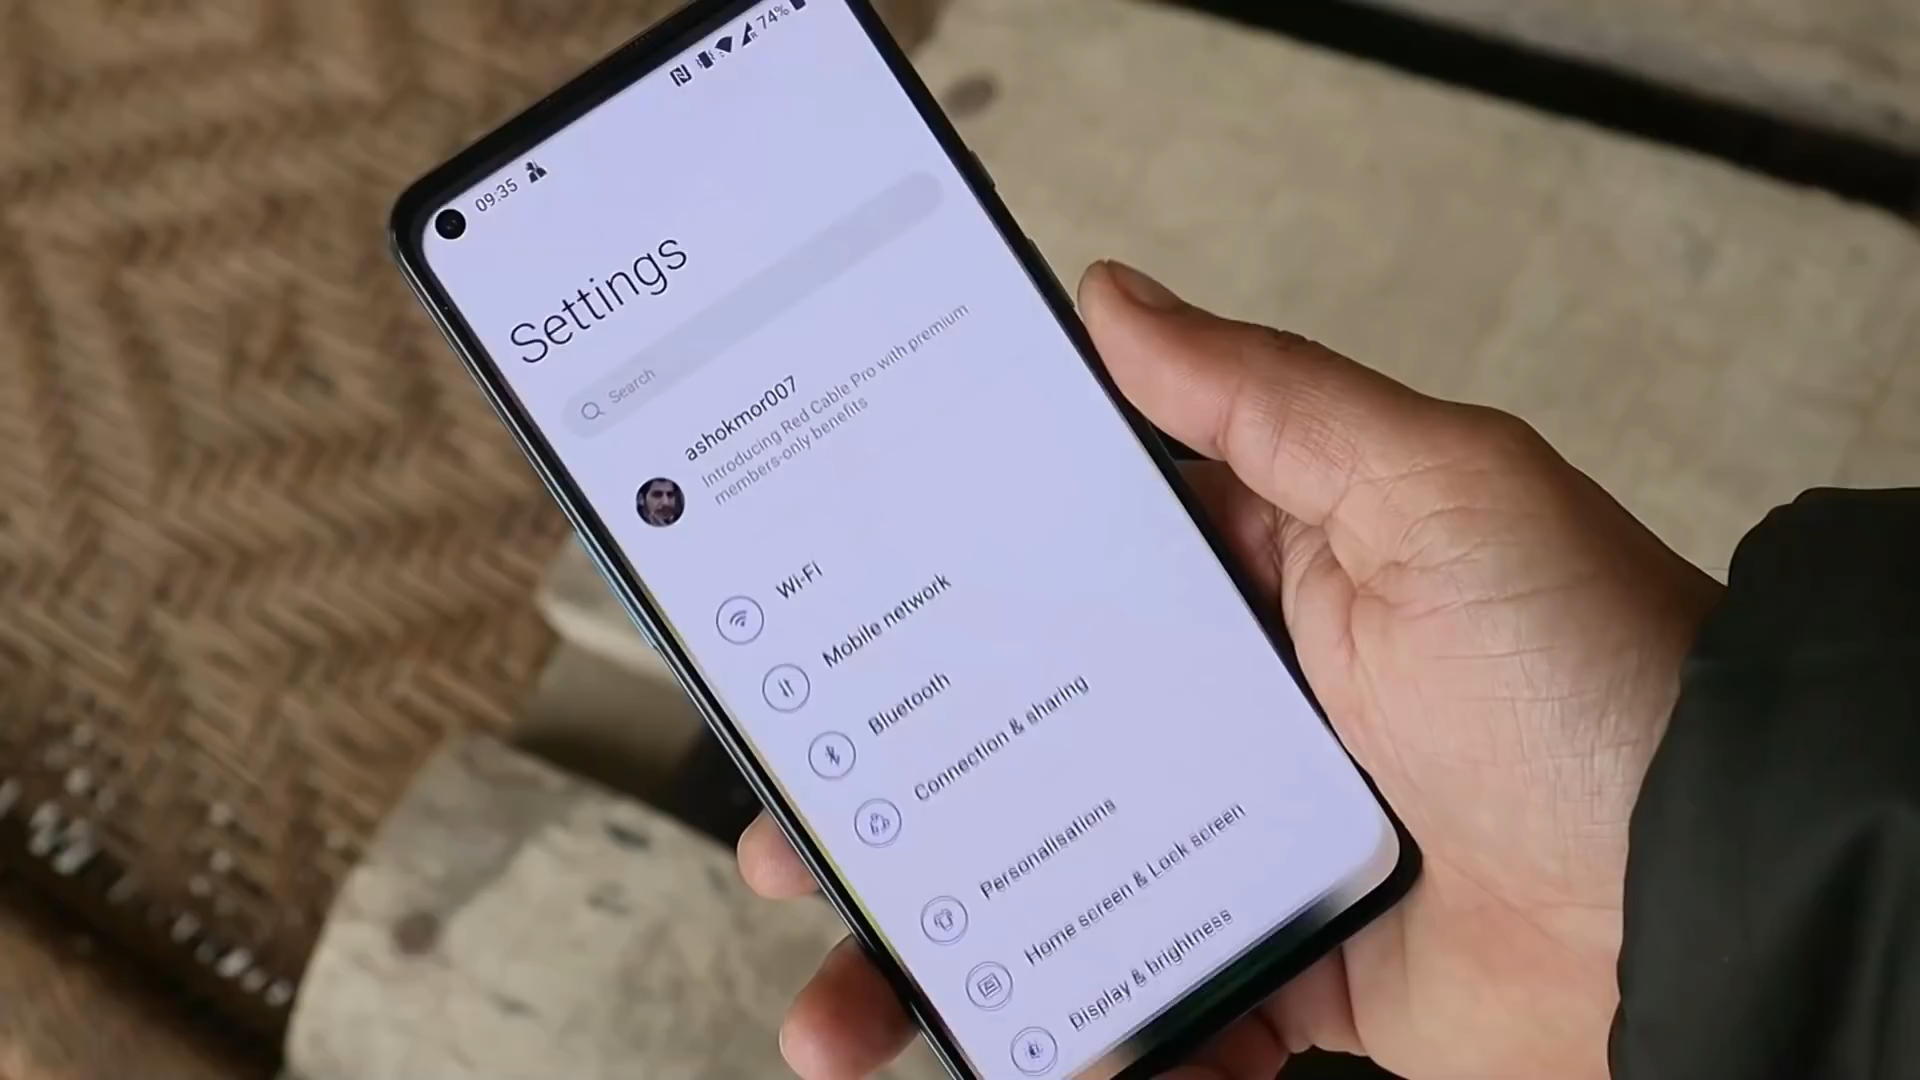 09:35
74%
Settings
Search
ashokmor007
Introducing Red Cable Pro with premium
members-only benefits
Wi-Fi
Mobile network
Bluetooth
Connection & sharing
Personalisations
Home screen & Lock screen
Display & brightness